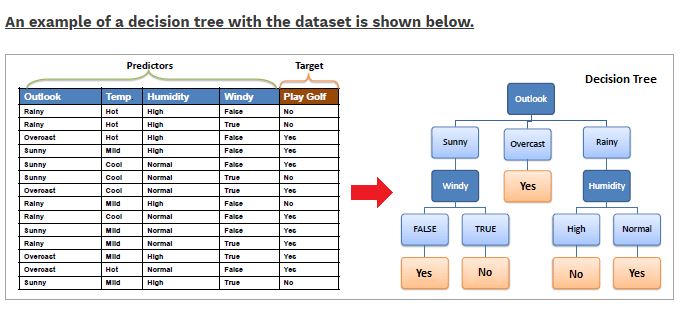 An example of a decision tree with the dataset is shown below.
Predictors Target
Outlook Temp Humidity Windy Play Golf
Rainy Hot High False No
Rainy Hot High True No
Overoast Hot High False Yes
Sunny Mild High False Yes
Sunny Cool Normal False Yes
Sunny Cool Normal True No
Overoast Cool Normal True Yes
Rainy Mild High False No
Rainy Cool Normal False Yes
Sunny Mild Normal False Yes
Rainy Mild Normal True Yes
Overoast Mild High True Yes
Overoast Hot Normal False Yes
Sunny Mild High True No
Decision Tree
Outlook
Sunny Overcast Rainy
Windy Yes Humidity
FALSE TRUE High Normal
Yes No No Yes